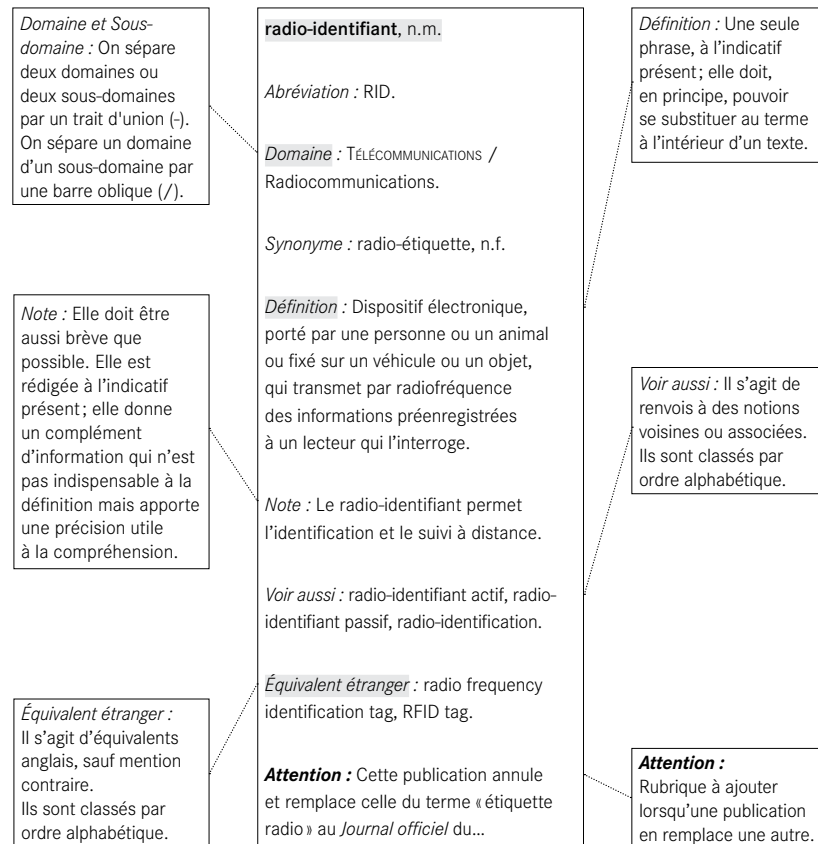 Domaine et Sous-
domaine : On sépare
deux domaines ou
deux sous-domaines
par un trait d'union (-).
On sépare un domaine
d’un sous-domaine par
une barre oblique (/).
Note : Elle doit être
aussi brève que
possible. Elle est
rédigée à l’indicatif
présent ; elle donne
un complément
d’information qui n’est
pas indispensable à la
définition mais apporte
une précision utile
à la compréhension.
Équivalent étranger :
Il s’agit d’équivalents
anglais, sauf mention
contraire.
Ils sont classés par
ordre alphabétique.
radio-identifiant, n.m.
Abréviation : RID.
Domaine : TÉLÉCOMMUNICATIONS /
Radiocommunications.
Synonyme : radio-étiquette, n.f.
Définition : Dispositif électronique,
porté par une personne ou un animal
ou fixé sur un véhicule ou un objet,
qui transmet par radiofréquence
des informations préenregistrées
à un lecteur qui l’interroge.
Note : Le radio-identifiant permet
l’identification et le suivi à distance.
Voir aussi : radio-identifiant actif, radio-
identifiant passif, radio-identification.
Équivalent étranger : radio frequency
identification tag, RFID tag.
Attention : Cette publication annule
et remplace celle du terme « étiquette
radio » au Journal officiel du...
Définition : Une seule
phrase, à l’indicatif
présent ; elle doit,
en principe, pouvoir
se substituer au terme
à l’intérieur d’un texte.
Voir aussi : Il s’agit de
renvois à des notions
voisines ou associées.
Ils sont classés par
ordre alphabétique.
Attention :
Rubrique à ajouter
lorsqu’une publication
en remplace une autre.